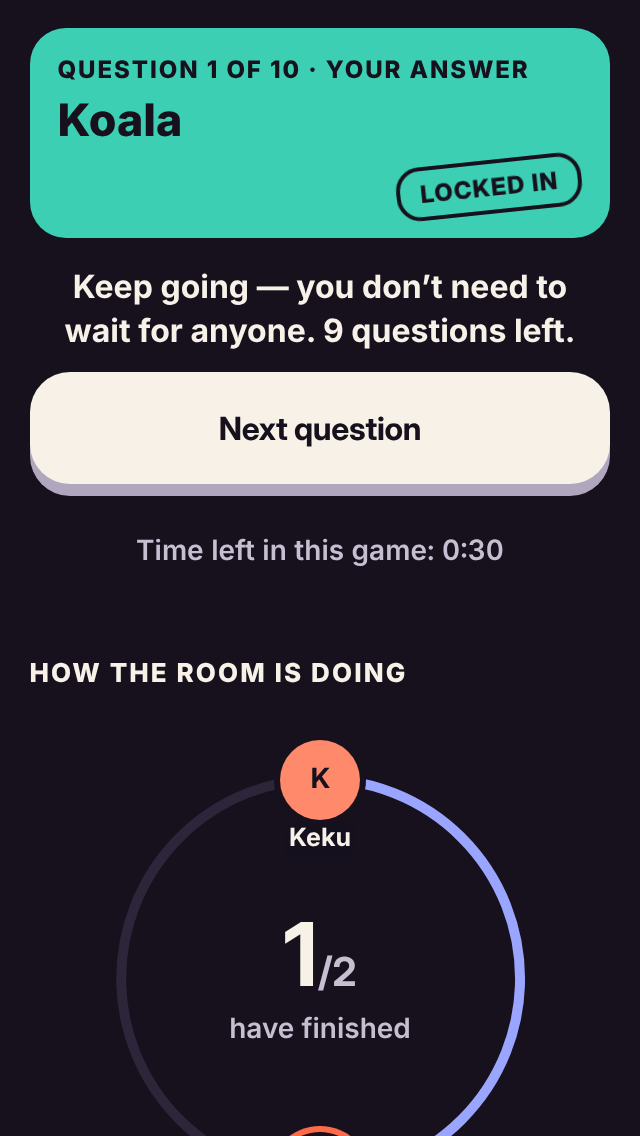 QUESTION 1 OF 10 · YOUR ANSWER
Koala
LOCKED IN
Keep going — you don’t need to
wait for anyone. 9 questions left.
Next question
Time left in this game: 0:30
HOW THE ROOM IS DOING
K
Keku
1/2
have finished